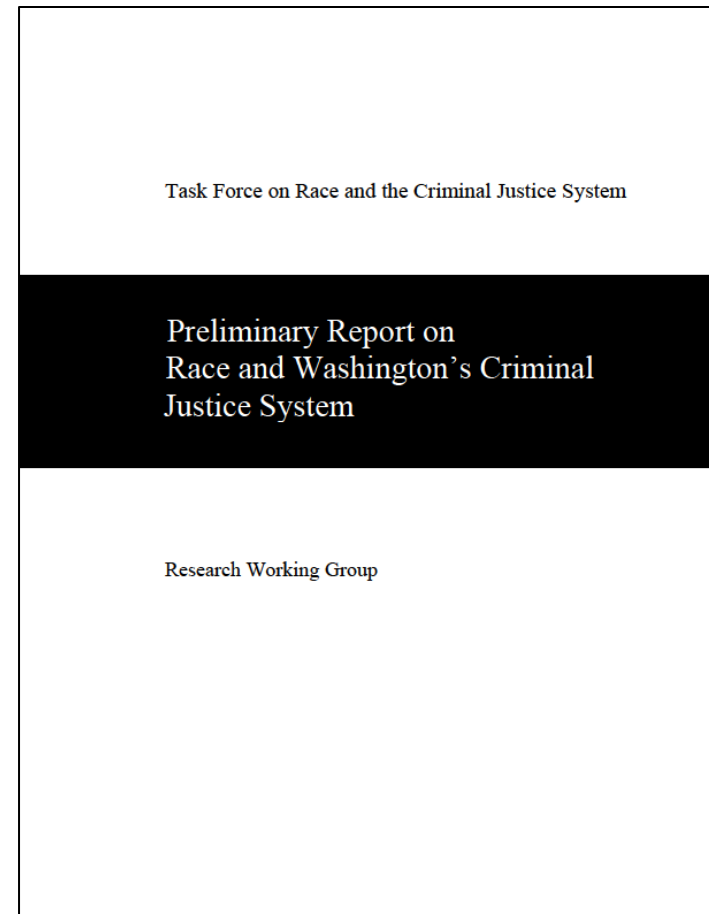 Task Force on Race and the Criminal Justice System
Preliminary Report on
Race and Washington’s Criminal
Justice System
Research Working Group